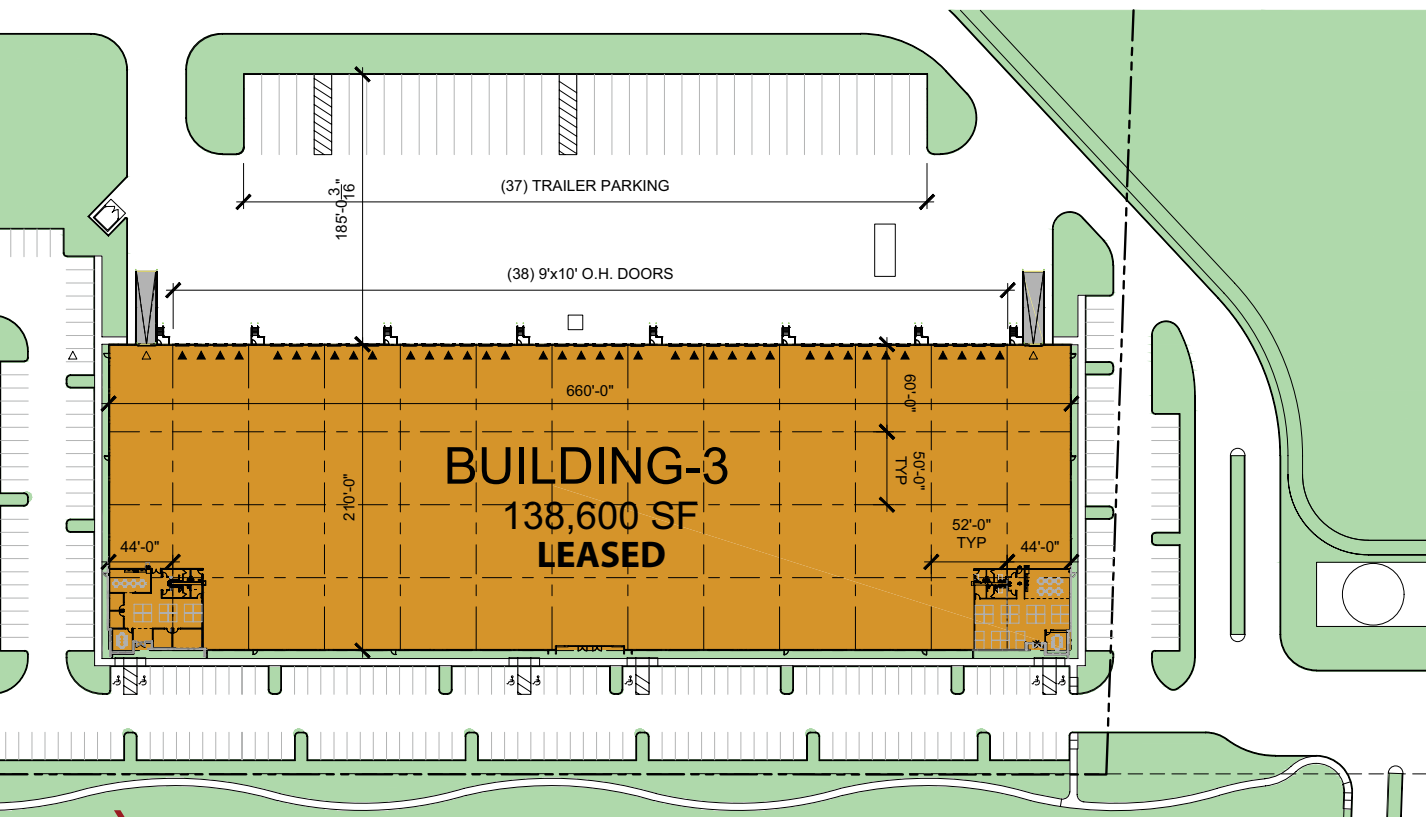 (37) TRAILER PARKING
185'-0 3/16"
(38) 9'x10' O.H. DOORS
660'-0"
60'-0"
BUILDING-3
50'-0"
TYP
210'-0"
138,600 SF
52'-0"
TYP
LEASED
44'-0"
44'-0"